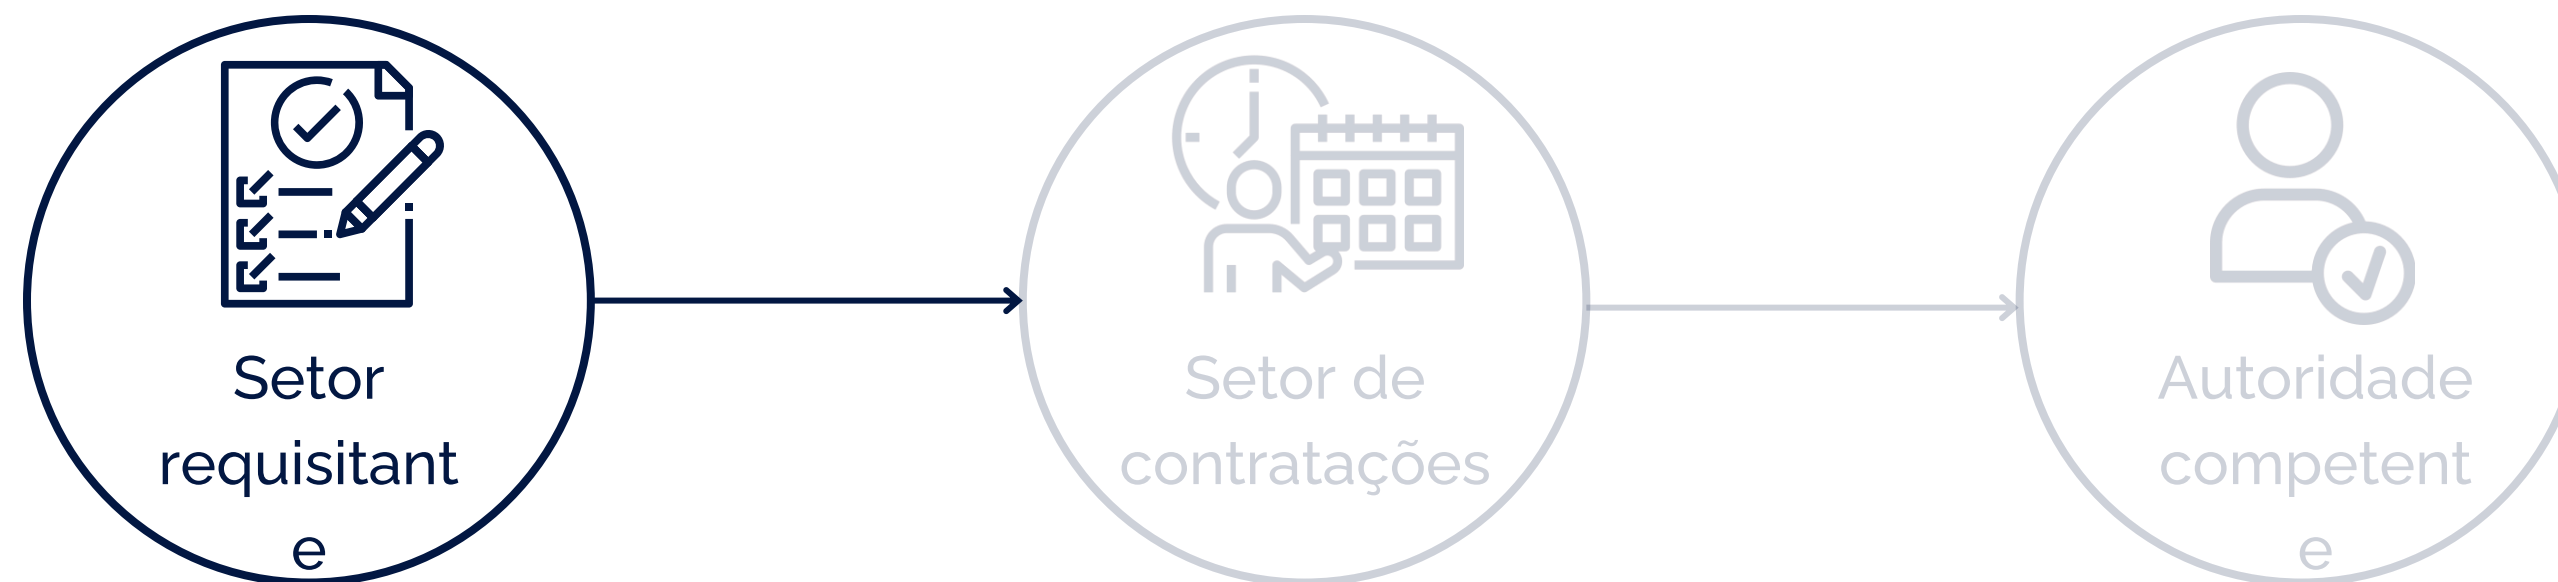 Setor
requisitant
e
Setor de
contratações
Autoridade
competent
e